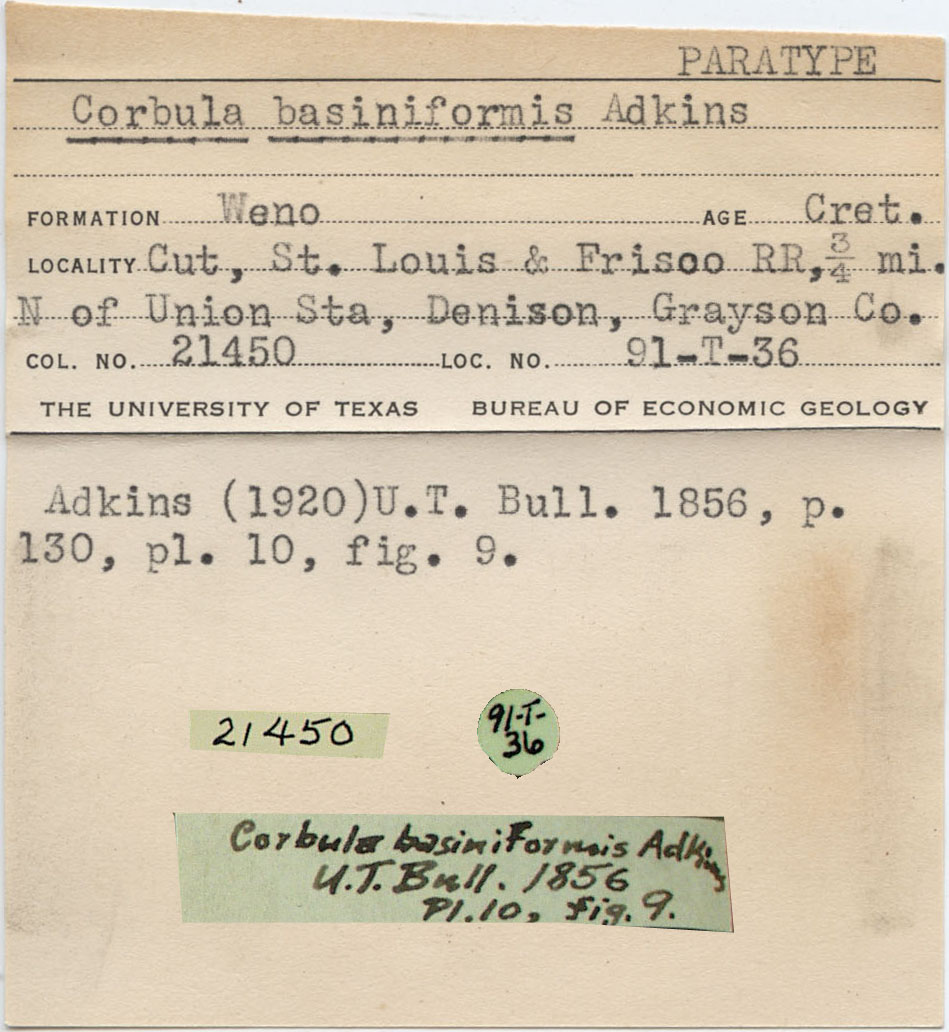 PARATYPE
Corbula basiniformis Adkins
FORMATION Weno AGE Cret.
LOCALITY Cut, St. Louis & Frisco RR, 3/4 mi.
N of Union Sta, Denison, Grayson Co.
COL. NO. 21450 LOC. NO. 91-T-36
THE UNIVERSITY OF TEXAS BUREAU OF ECONOMIC GEOLOGY
Adkins (1920)U.T. Bull. 1856, p.
130, pl. 10, fig. 9.
21450
91-T-
36
Corbula basiniformis Adkins
U.T. Bull. 1856
Pl. 10, fig. 9.